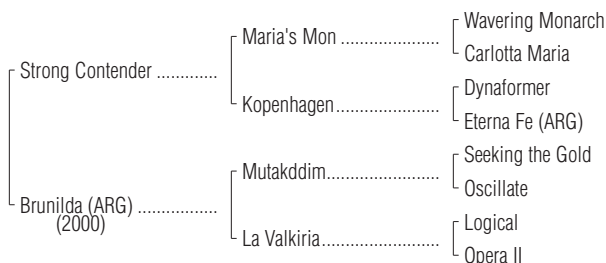 Wavering Monarch
Maria's Mon ........................
Carlotta Maria
Strong Contender .............
Dynaformer
Kopenhagen.........................
Eterna Fe (ARG)
Seeking the Gold
Mutakddim...........................
Oscillate
Brunilda (ARG) .................
(2000)
Logical
La Valkiria............................
Opera II